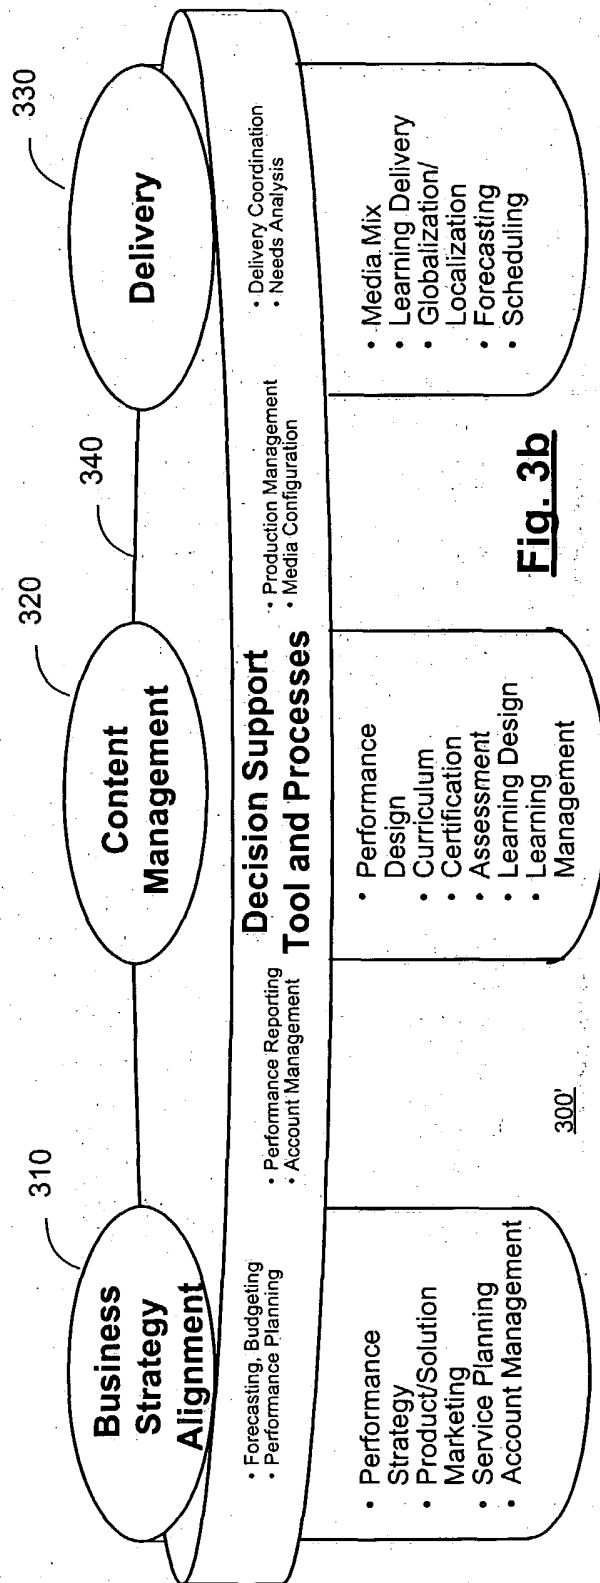 310
320
340
330
Business
Strategy
Alignment
Content
Management
Delivery
• Forecasting, Budgeting
• Performance Planning
• Performance Reporting
• Account Management
Decision Support
Tool and Processes
• Production Management
• Media Configuration
• Delivery Coordination
• Needs Analysis
• Performance
Strategy
• Product/Solution
Marketing
• Service Planning
• Account Management
• Performance
Design
• Curriculum
• Certification
• Assessment
• Learning Design
• Learning
Management
• Media Mix
• Learning Delivery
• Globalization/
Localization
• Forecasting
• Scheduling
300'
Fig. 3b